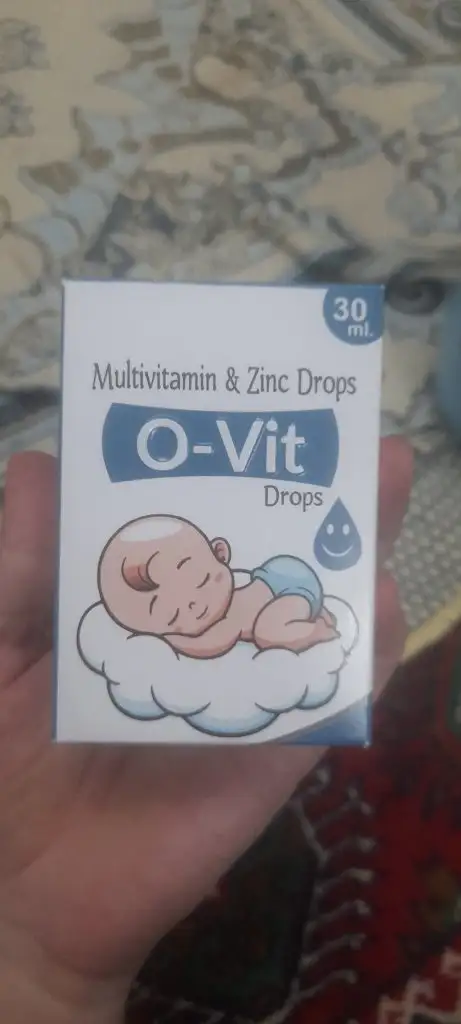 30
ml.
Multivitamin & Zinc Drops
O-Vit
Drops